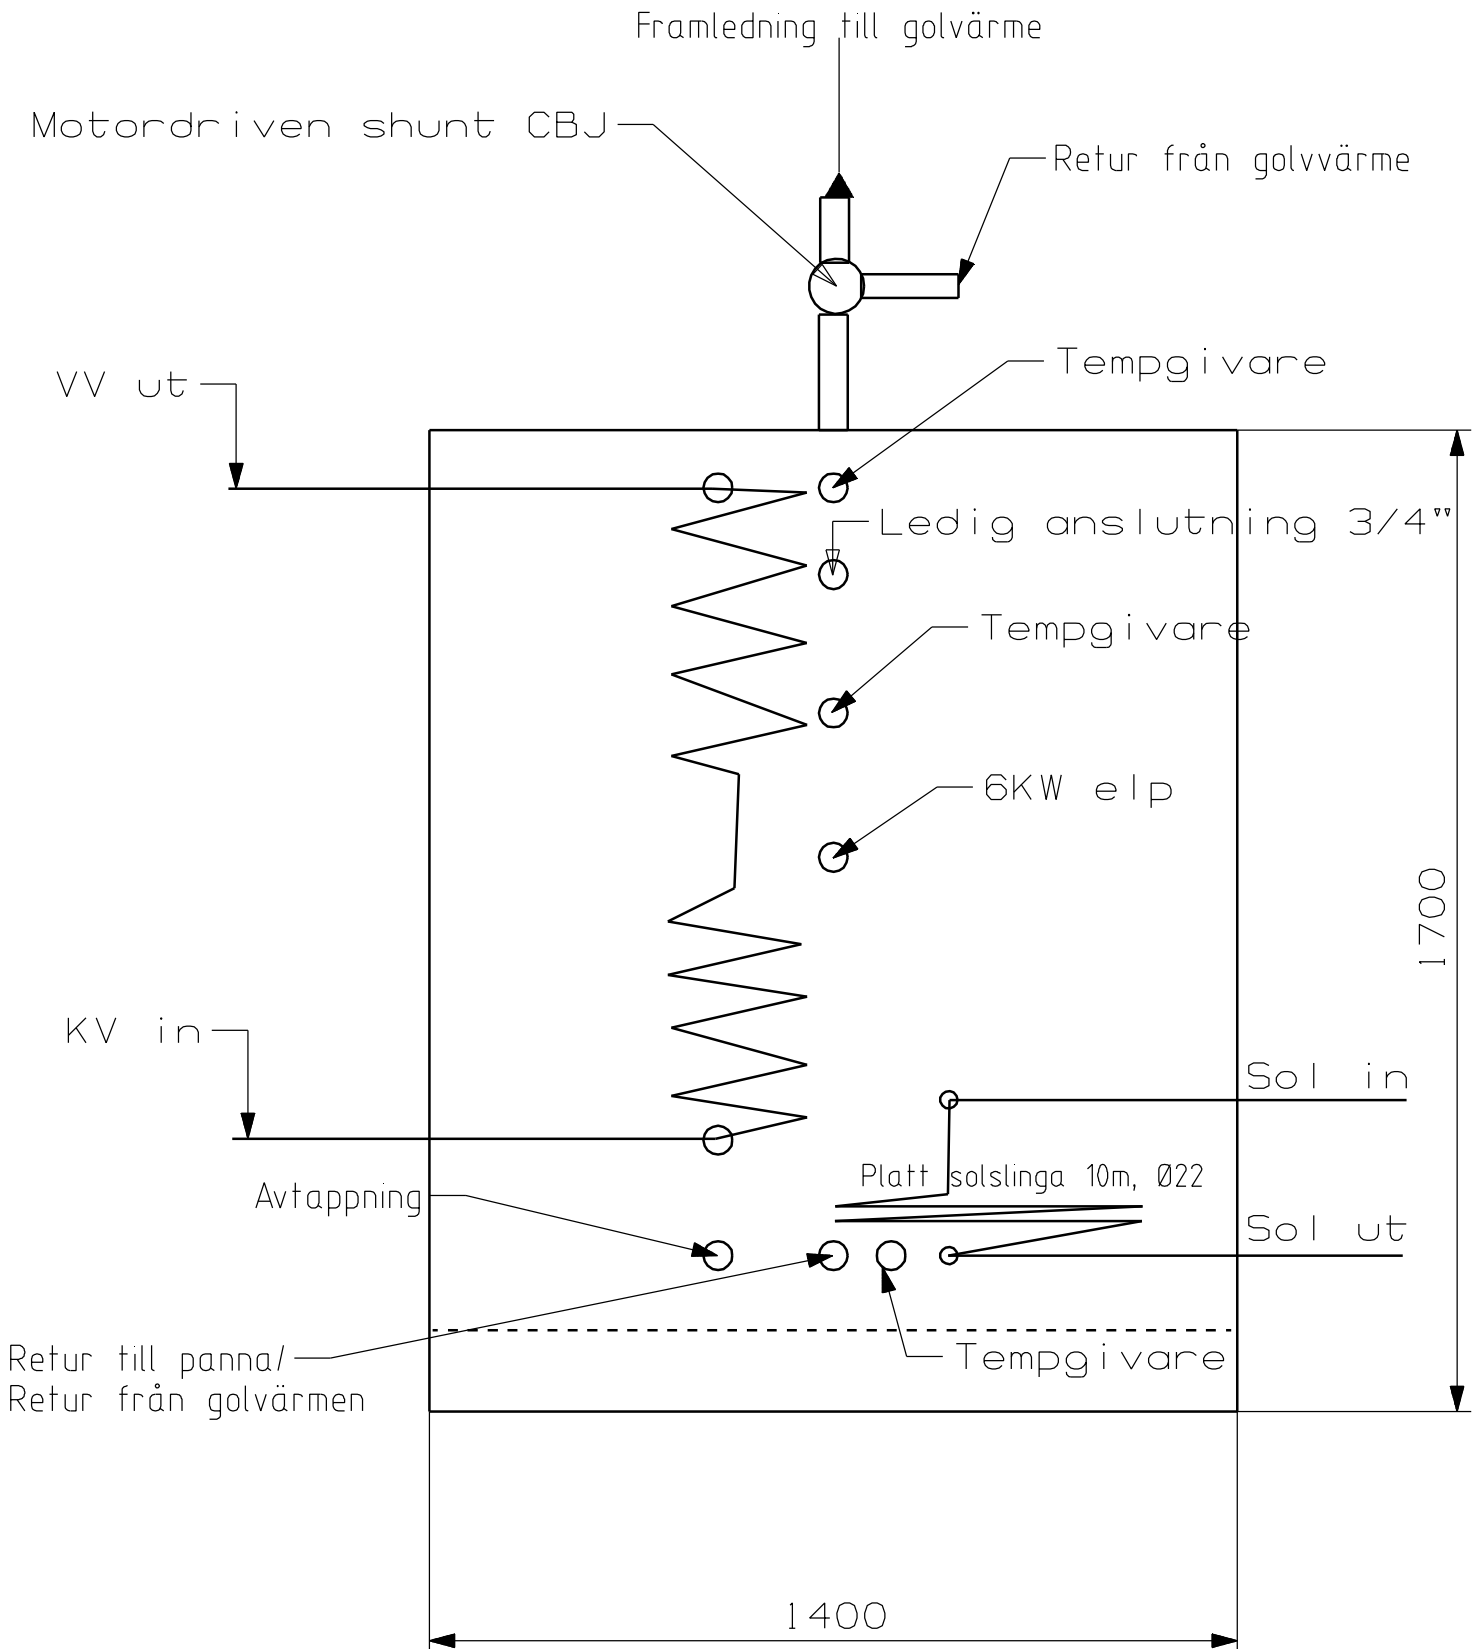 Framledning till golvärme
Motordriven shunt CBJ
Retur från golvvärme
Tempgivare
VV ut
Ledig anslutning 3/4""
Tempgivare
6KW elp
1700
KV in
Sol in
Platt solslinga 10m, Ø22
Avtappning
Sol ut
Retur till panna/
Retur från golvärmen
Tempgivare
1400